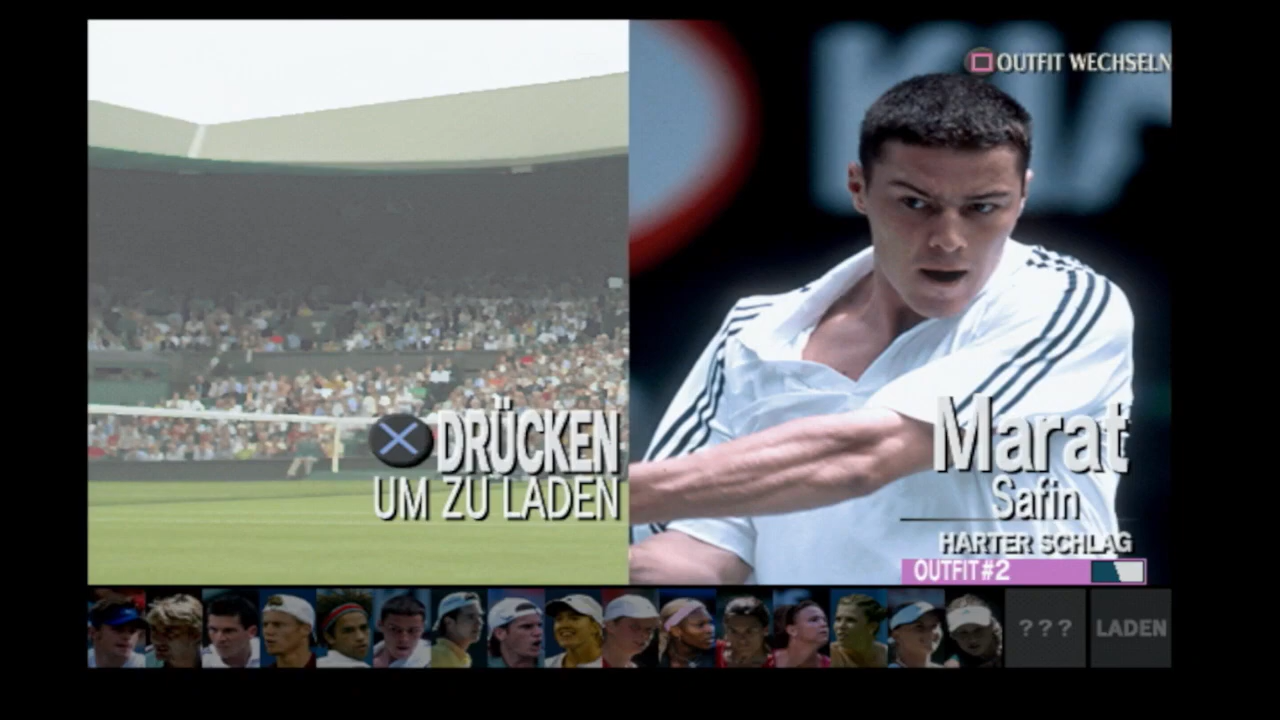 OUTFIT WECHSELN
DRÜCKEN
UM ZU LADEN
Marat
Safin
HARTER SCHLAG
OUTFIT#2
???
LADEN